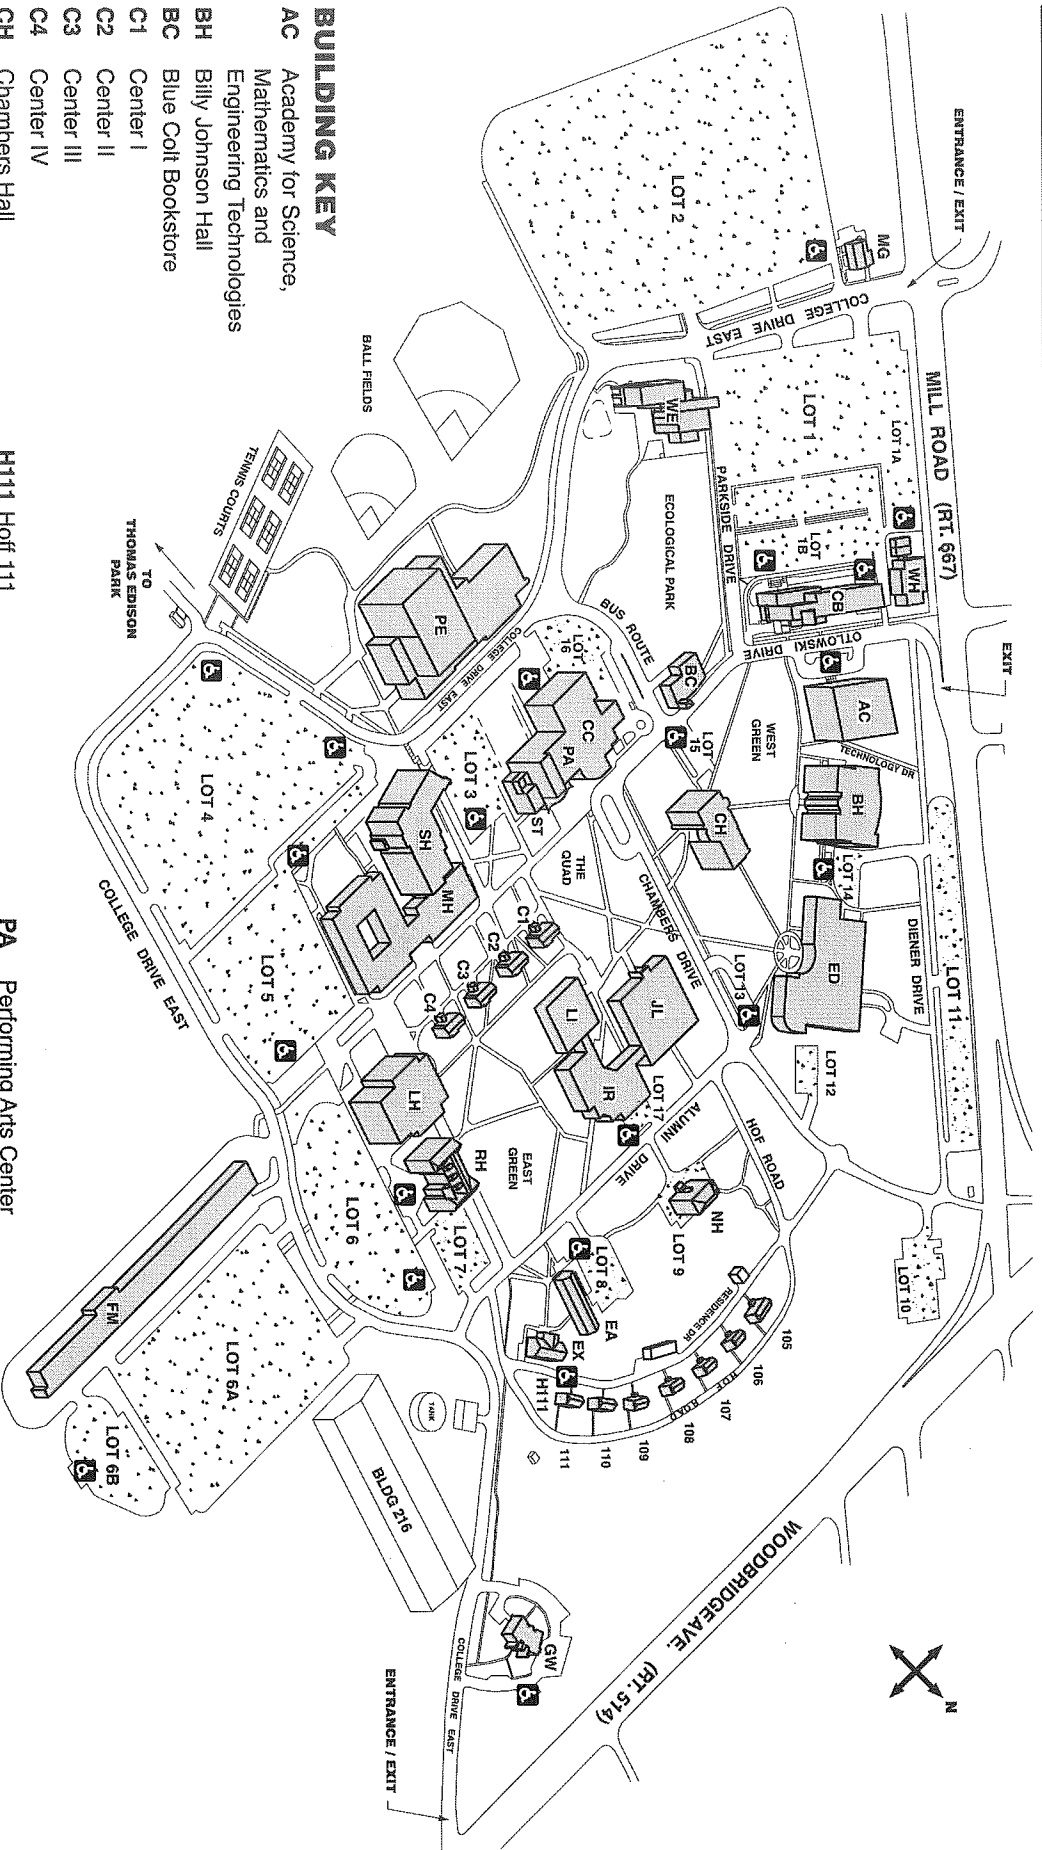 ENTRANCE / EXIT
MILL ROAD (RT. 667)
EXIT
MG
COLLEGE DRIVE EAST
LOT 2
LOT 1A
LOT 1
LOT
1B
WH
CB
WE
PARKSIDE DRIVE
ECOLOGICAL PARK
OTLOWSKI
DRIVE
AC
TECHNOLOGY DR
WEST
GREEN
BH
LOT 14
LOT 11
DIENER DRIVE
ED
LOT 12
LOT 10
BUS ROUTE
BC
LOT
15
CH
LOT 13
CHAMBERS
DRIVE
THE
QUAD
LOT
16
CC
PA
ST
BALL FIELDS
PE
COLLEGE DRIVE EAST
LOT 3
TENNIS COURTS
TO
THOMAS EDISON
PARK
SH
MH
C1
C2
C3
C4
JL
LI
IR
LOT 17
ALUMNI
DRIVE
HOF ROAD
NH
LOT 9
EAST
GREEN
LOT 8
EA
EX
RESIDENCE DR
HOF ROAD
105
106
107
108
109
110
111
H111
LOT 4
LOT 5
LH
RH
LOT 7
LOT 6
COLLEGE DRIVE EAST
FM
LOT 6A
LOT 6B
TANK
BLDG 216
GW
COLLEGE DRIVE EAST
WOODBRIDGE AVE. (RT. 514)
ENTRANCE / EXIT
N
BUILDING KEY
AC Academy for Science,
Mathematics and
Engineering Technologies
BH Billy Johnson Hall
BC Blue Colt Bookstore
C1 Center I
C2 Center II
C3 Center III
C4 Center IV
CH Chambers Hall
H111 Hoff 111
PA Performing Arts Center